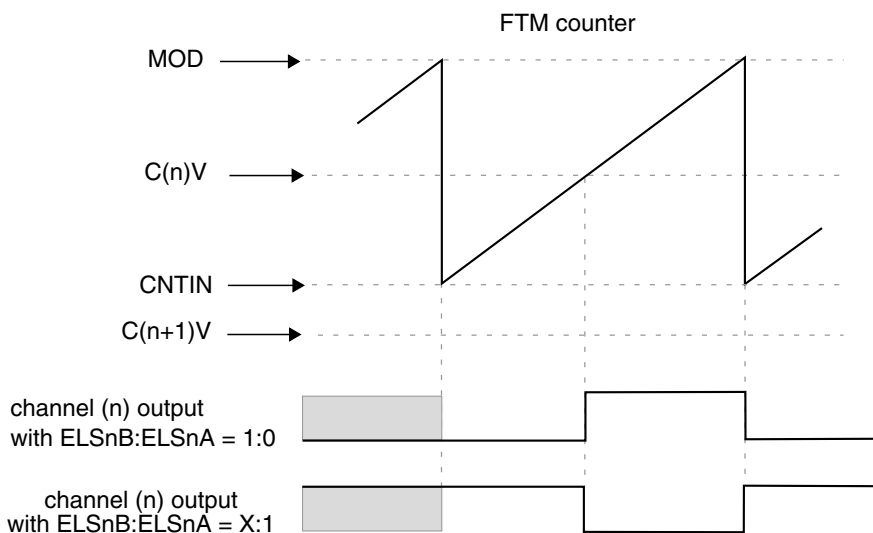 FTM counter
MOD
C(n)V
CNTIN
C(n+1)V
channel (n) output
with ELSnB:ELSnA = 1:0
channel (n) output
with ELSnB:ELSnA = X:1